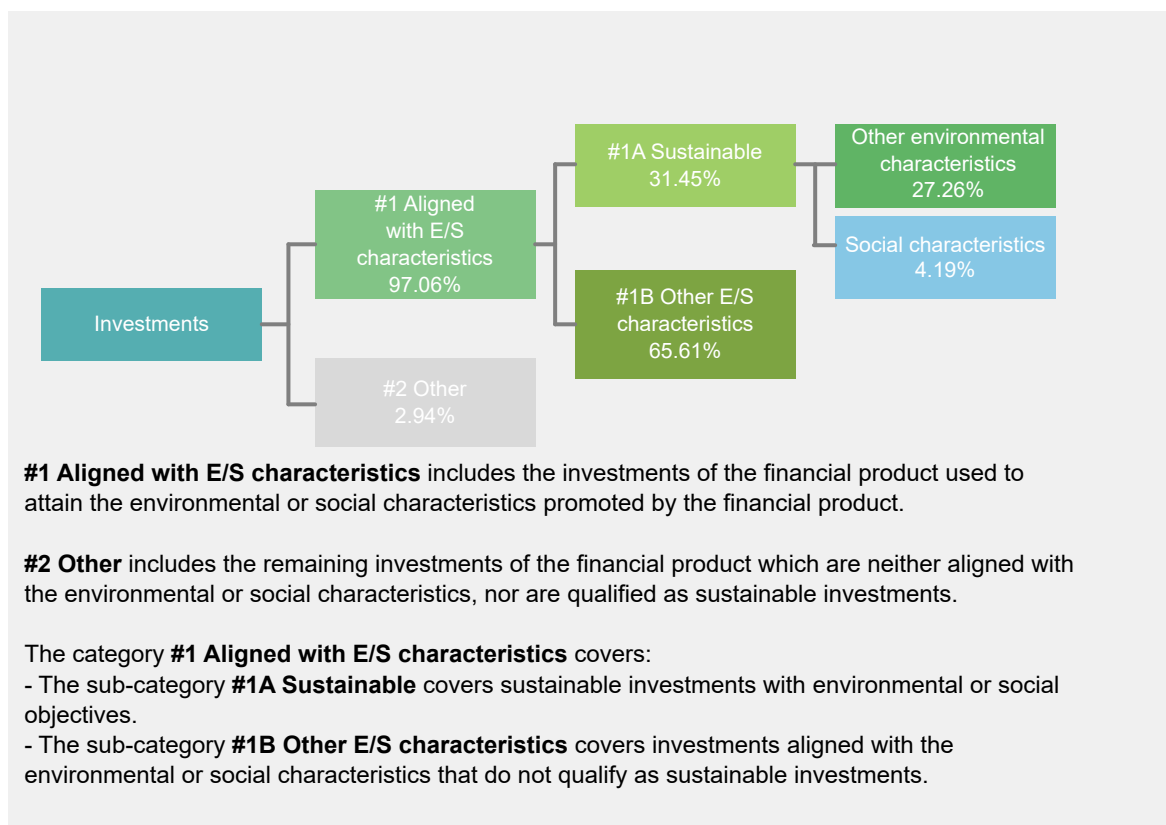 Investments
#1 Aligned
with E/S
characteristics
97.06%
#2 Other
2.94%
#1A Sustainable
31.45%
#1B Other E/S
characteristics
65.61%
Other environmental
characteristics
27.26%
Social characteristics
4.19%
#1 Aligned with E/S characteristics includes the investments of the financial product used to
attain the environmental or social characteristics promoted by the financial product.
#2 Other includes the remaining investments of the financial product which are neither aligned with
the environmental or social characteristics, nor are qualified as sustainable investments.
The category #1 Aligned with E/S characteristics covers:
- The sub-category #1A Sustainable covers sustainable investments with environmental or social
objectives.
- The sub-category #1B Other E/S characteristics covers investments aligned with the
environmental or social characteristics that do not qualify as sustainable investments.